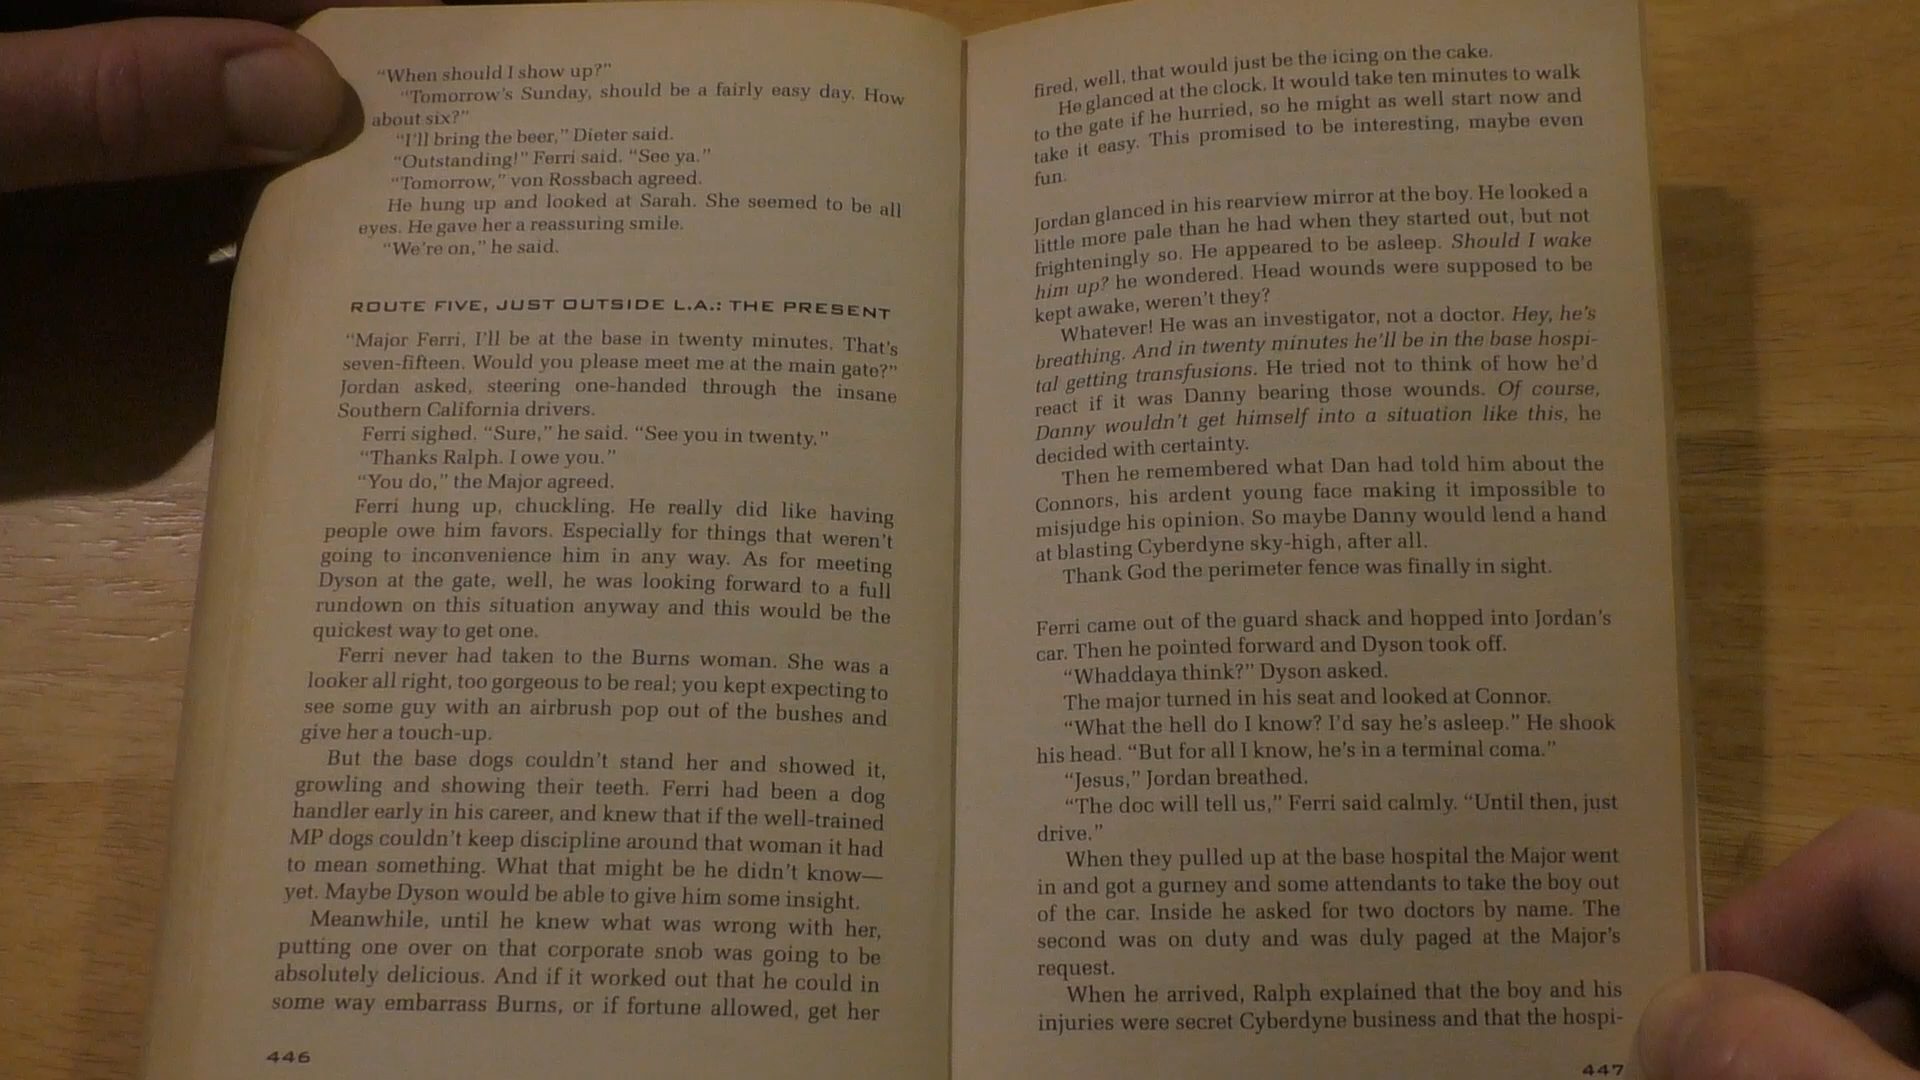 "When should I show up?"
"Tomorrow's Sunday, should be a fairly easy day. How
about six?"
"I'll bring the beer," Dieter said.
"Outstanding!" Ferri said. "See ya."
"Tomorrow," von Rossbach agreed.
He hung up and looked at Sarah. She seemed to be all
eyes. He gave her a reassuring smile.
"We're on," he said.
ROUTE FIVE, JUST OUTSIDE L.A.: THE PRESENT
"Major Ferri, I'll be at the base in twenty minutes. That's
seven-fifteen. Would you please meet me at the main gate?"
Jordan asked, steering one-handed through the insane
Southern California drivers.
Ferri sighed. "Sure," he said. "See you in twenty."
"Thanks Ralph. I owe you."
"You do," the Major agreed.
Ferri hung up, chuckling. He really did like having
people owe him favors. Especially for things that weren't
going to inconvenience him in any way. As for meeting
Dyson at the gate, well, he was looking forward to a full
rundown on this situation anyway and this would be the
quickest way to get one.
Ferri never had taken to the Burns woman. She was a
looker all right, too gorgeous to be real; you kept expecting to
see some guy with an airbrush pop out of the bushes and
give her a touch-up.
But the base dogs couldn't stand her and showed it,
growling and showing their teeth. Ferri had been a dog
handler early in his career, and knew that if the well-trained
MP dogs couldn't keep discipline around that woman it had
to mean something. What that might be he didn't know—
yet. Maybe Dyson would be able to give him some insight.
Meanwhile, until he knew what was wrong with her,
putting one over on that corporate snob was going to be
absolutely delicious. And if it worked out that he could in
some way embarrass Burns, or if fortune allowed, get her
446
fired, well, that would just be the icing on the cake.
He glanced at the clock. It would take ten minutes to walk
to the gate if he hurried, so he might as well start now and
take it easy. This promised to be interesting, maybe even
fun.
Jordan glanced in his rearview mirror at the boy. He looked a
little more pale than he had when they started out, but not
frighteningly so. He appeared to be asleep. Should I wake
him up? he wondered. Head wounds were supposed to be
kept awake, weren't they?
Whatever! He was an investigator, not a doctor. Hey, he's
breathing. And in twenty minutes he'll be in the base hospi-
tal getting transfusions. He tried not to think of how he'd
react if it was Danny bearing those wounds. Of course,
Danny wouldn't get himself into a situation like this, he
decided with certainty.
Then he remembered what Dan had told him about the
Connors, his ardent young face making it impossible to
misjudge his opinion. So maybe Danny would lend a hand
at blasting Cyberdyne sky-high, after all.
Thank God the perimeter fence was finally in sight.
Ferri came out of the guard shack and hopped into Jordan's
car. Then he pointed forward and Dyson took off.
"Whaddaya think?" Dyson asked.
The major turned in his seat and looked at Connor.
"What the hell do I know? I'd say he's asleep." He shook
his head. "But for all I know, he's in a terminal coma."
"Jesus," Jordan breathed.
"The doc will tell us," Ferri said calmly. "Until then, just
drive."
When they pulled up at the base hospital the Major went
in and got a gurney and some attendants to take the boy out
of the car. Inside he asked for two doctors by name. The
second was on duty and was duly paged at the Major's
request.
When he arrived, Ralph explained that the boy and his
injuries were secret Cyberdyne business and that the hospi-
447